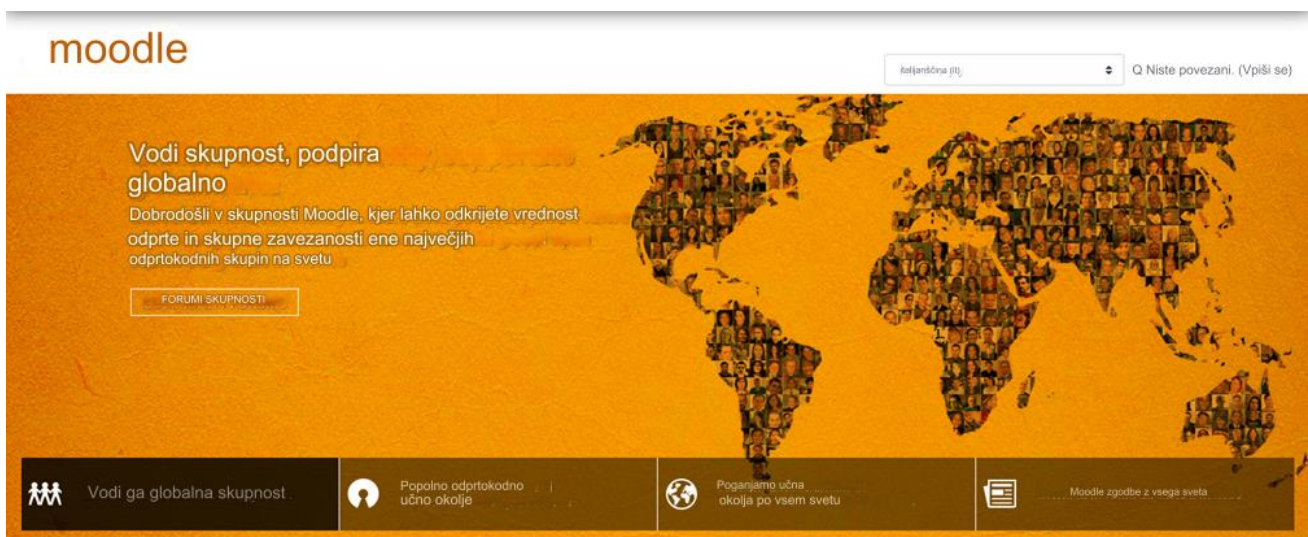 moodle
italijanščina (it)
Niste povezani. (Vpiši se)
Vodi skupnost, podpira
globalno
Dobrodošli v skupnosti Moodle, kjer lahko odkrijete vrednost
odprte in skupne zavezanosti ene največjih
odprtokodnih skupin na svetu
FORUMI SKUPNOSTI
Vodi ga globalna skupnost
Popolno odprtokodno
učno okolje
Poganjamo učna
okolja po vsem svetu
Moodle zgodbe z vsega sveta